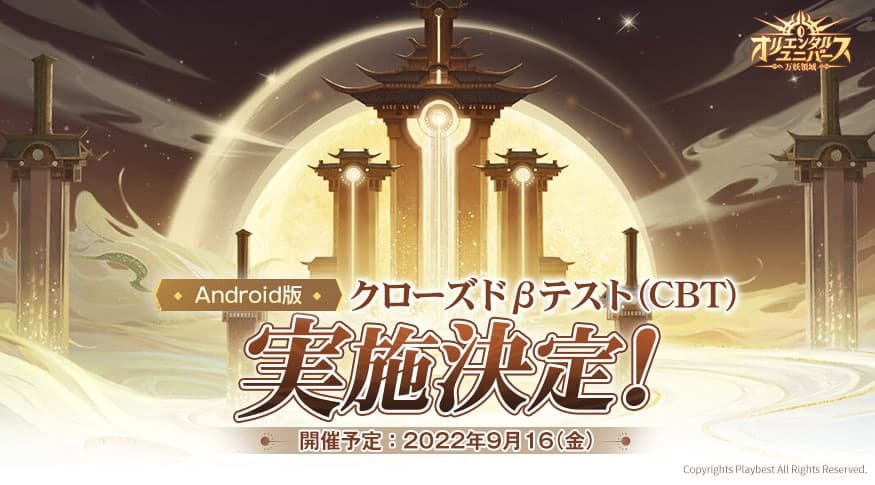 オリエンタル
ユニバース
万妖領域
Android版
クローズドβテスト(CBT)
実施決定!
開催予定:2022年9月16(金)
Copyrights Playbest All Rights Reserved.